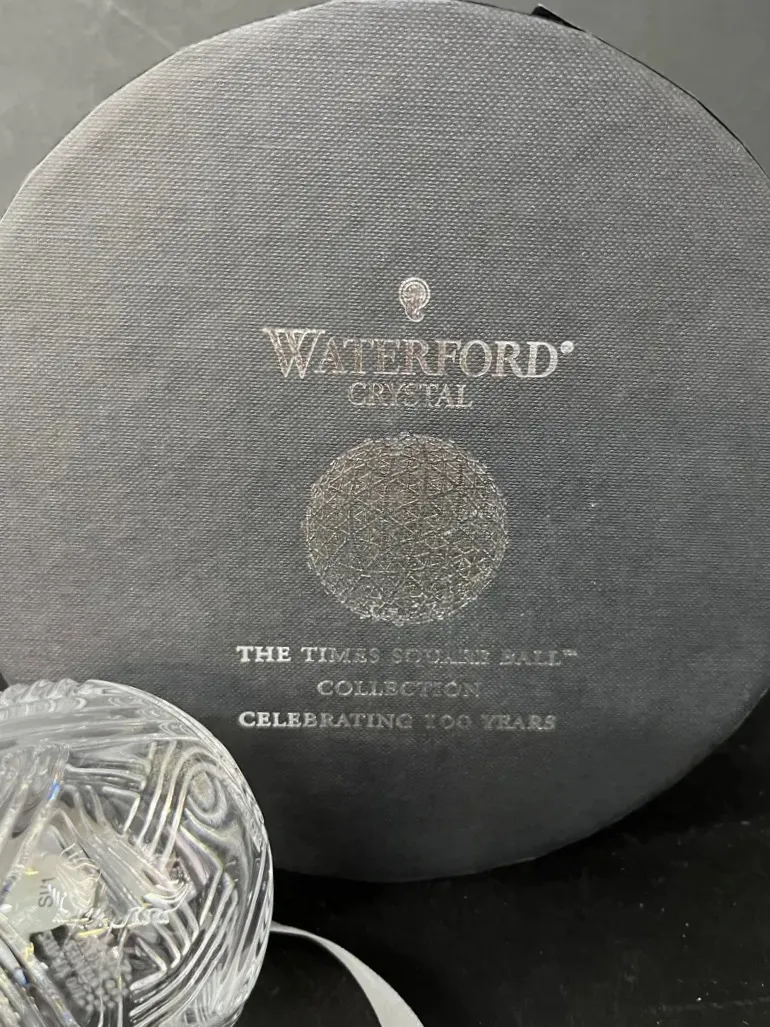 WATERFORD®
CRYSTAL
THE TIMES SQUARE BALL™
COLLECTION
CELEBRATING 100 YEARS